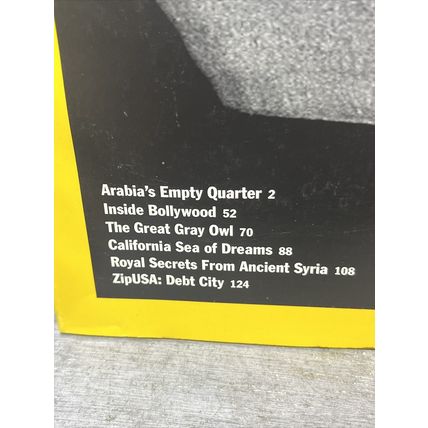 Arabia's Empty Quarter 2
Inside Bollywood 52
The Great Gray Owl 70
California Sea of Dreams 88
Royal Secrets From Ancient Syria 108
ZipUSA: Debt City 124